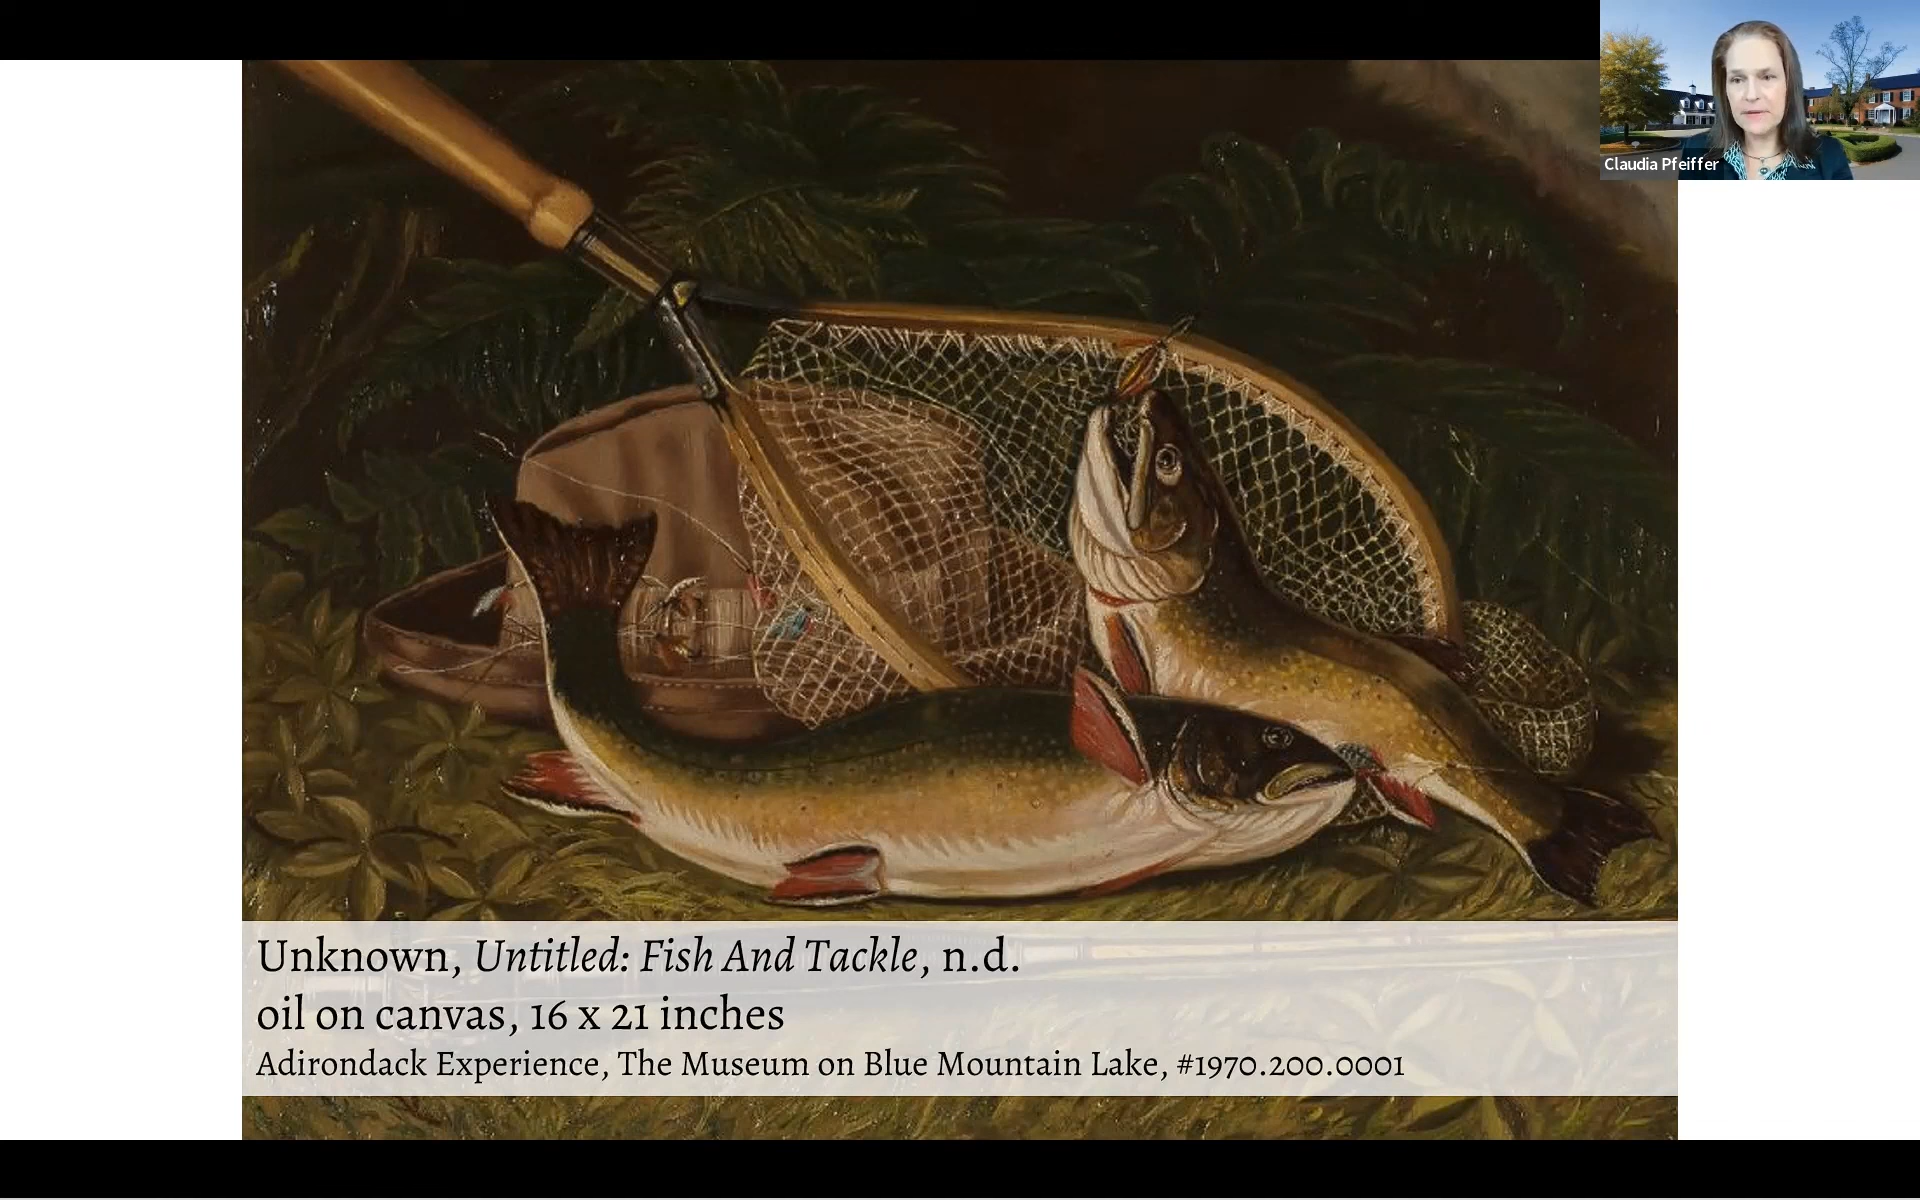 Claudia Pfeiffer
Unknown, Untitled: Fish And Tackle, n.d.
oil on canvas, 16 x 21 inches
Adirondack Experience, The Museum on Blue Mountain Lake, #1970.200.0001